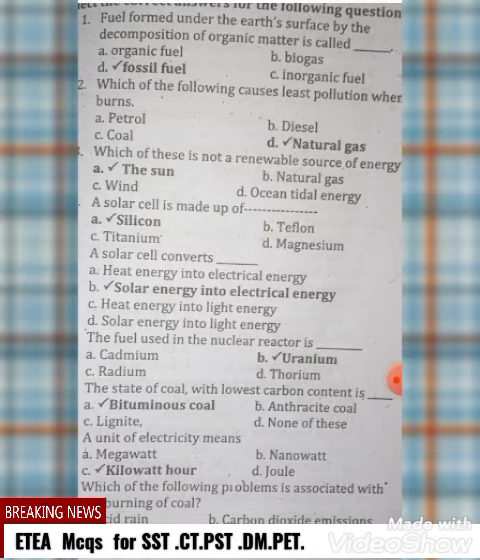 the following question
1. Fuel formed under the earth's surface by the
decomposition of organic matter is called ______.
a. organic fuel b. biogas
d. ✓fossil fuel c. inorganic fuel
2. Which of the following causes least pollution when
burns.
a. Petrol b. Diesel
c. Coal d. ✓Natural gas
. Which of these is not a renewable source of energy
a. ✓ The sun b. Natural gas
c. Wind d. Ocean tidal energy
A solar cell is made up of----------------
a. ✓Silicon b. Teflon
c. Titanium d. Magnesium
A solar cell converts ______
a. Heat energy into electrical energy
b. ✓Solar energy into electrical energy
c. Heat energy into light energy
d. Solar energy into light energy
The fuel used in the nuclear reactor is ______
a. Cadmium b. ✓Uranium
c. Radium d. Thorium
The state of coal, with lowest carbon content is ____
a. ✓Bituminous coal b. Anthracite coal
c. Lignite, d. None of these
A unit of electricity means
a. Megawatt b. Nanowatt
c. ✓Kilowatt hour d. Joule
Which of the following problems is associated with
burning of coal?
cid rain b. Carbon dioxide emissions
BREAKING NEWS
Made with
VideoShow
ETEA Mcqs for SST .CT.PST .DM.PET.